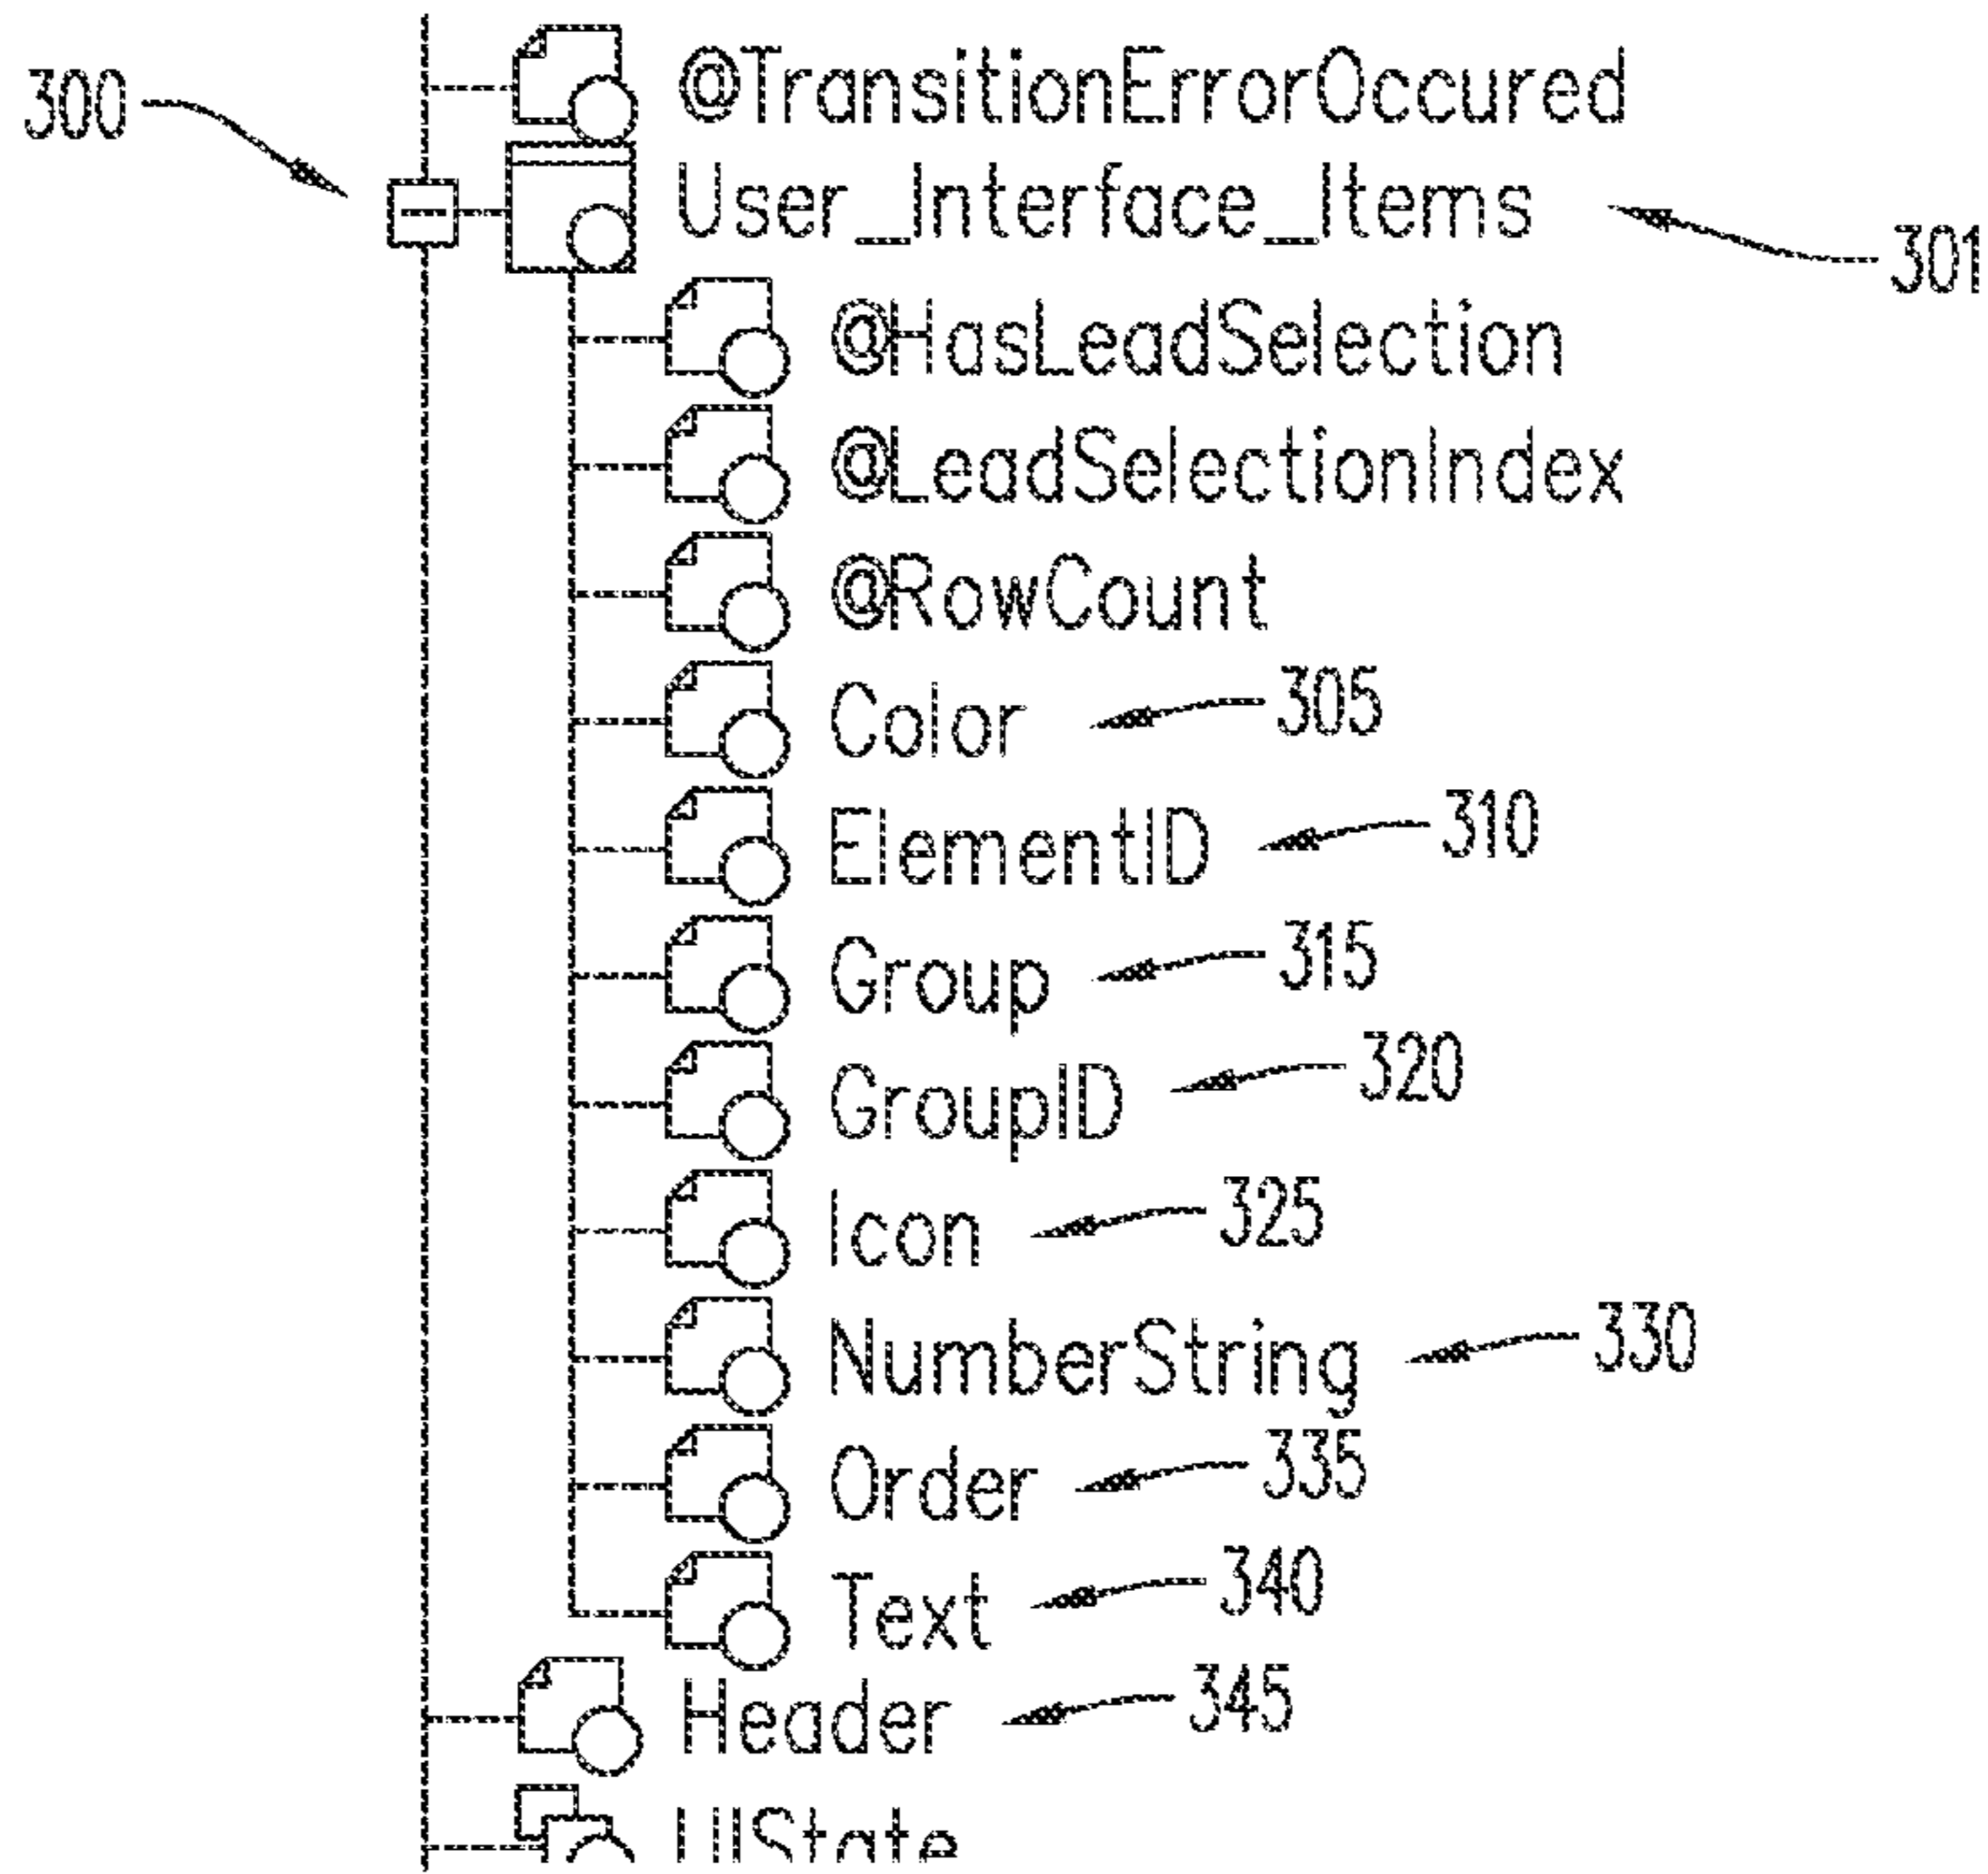 @TransitionErrorOccured
300
User_Interface_Items
301
@HasLeadSelection
@LeadSelectionIndex
@RowCount
Color 305
ElementID 310
Group 315
GroupID 320
Icon 325
NumberString 330
Order 335
Text 340
Header 345
UIState